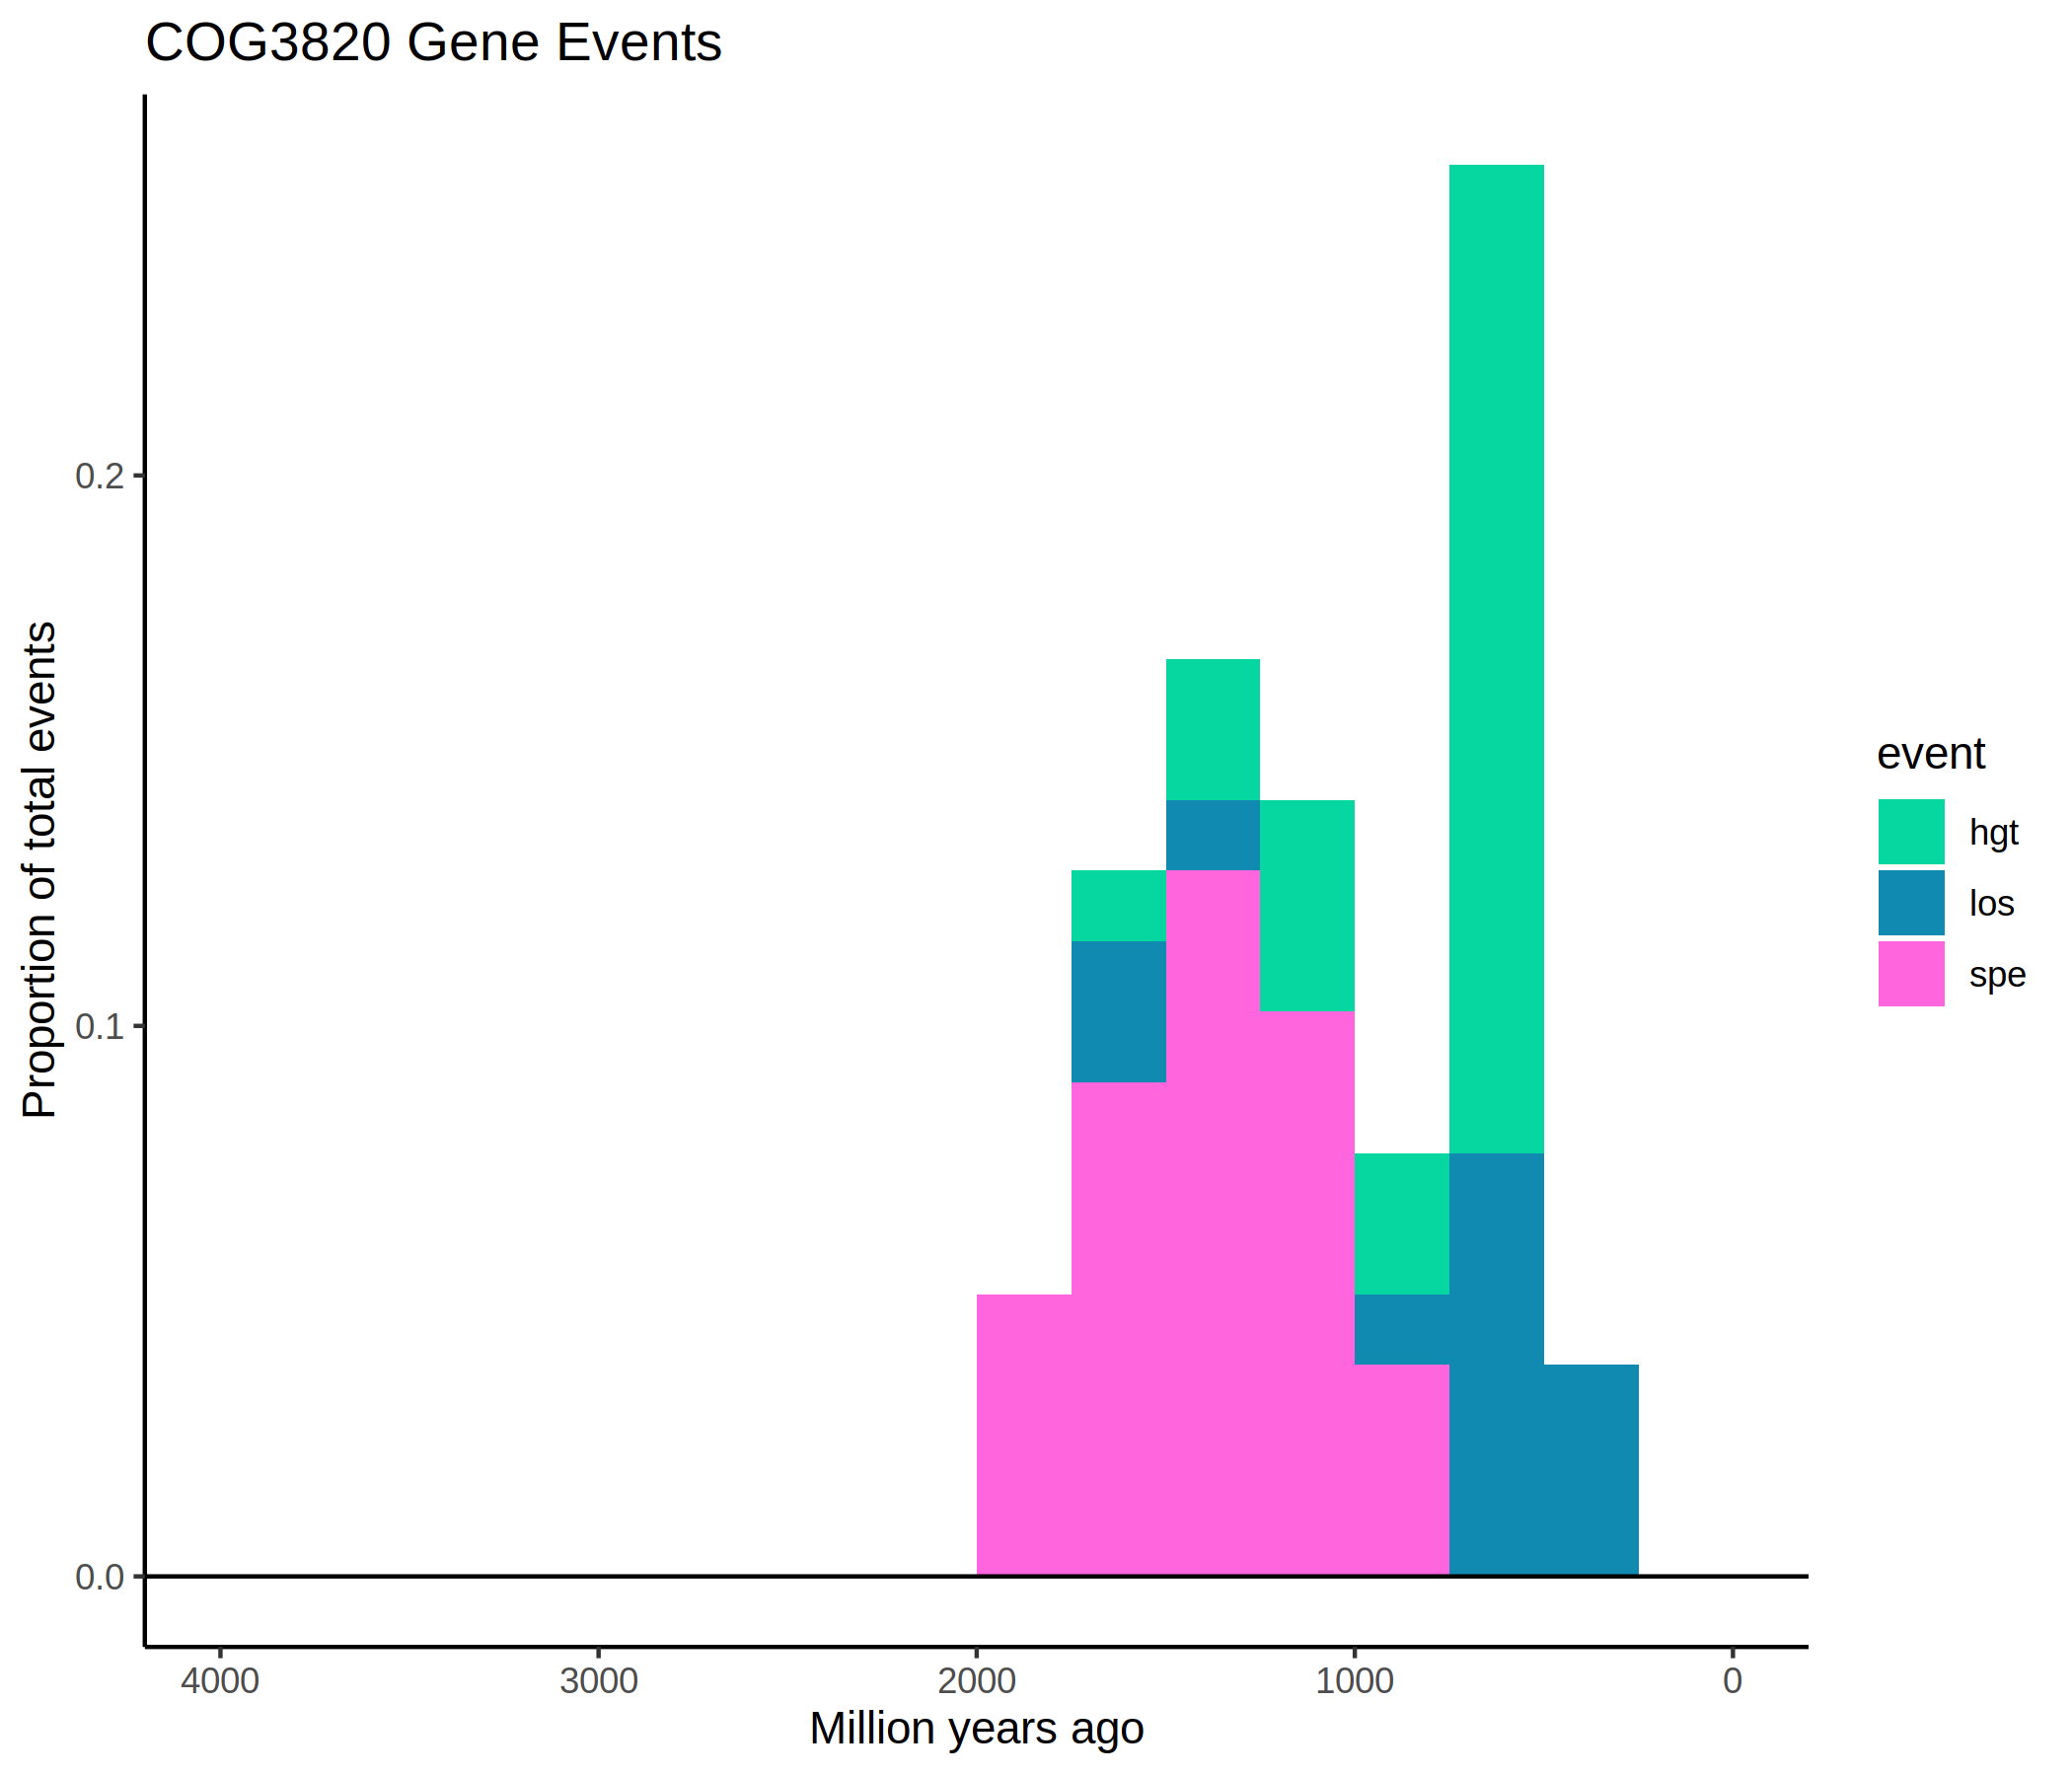 COG3820 Gene Events
Proportion of total events
0.2
0.1
0.0
4000 3000 2000 1000 0
Million years ago
event
hgt
los
spe